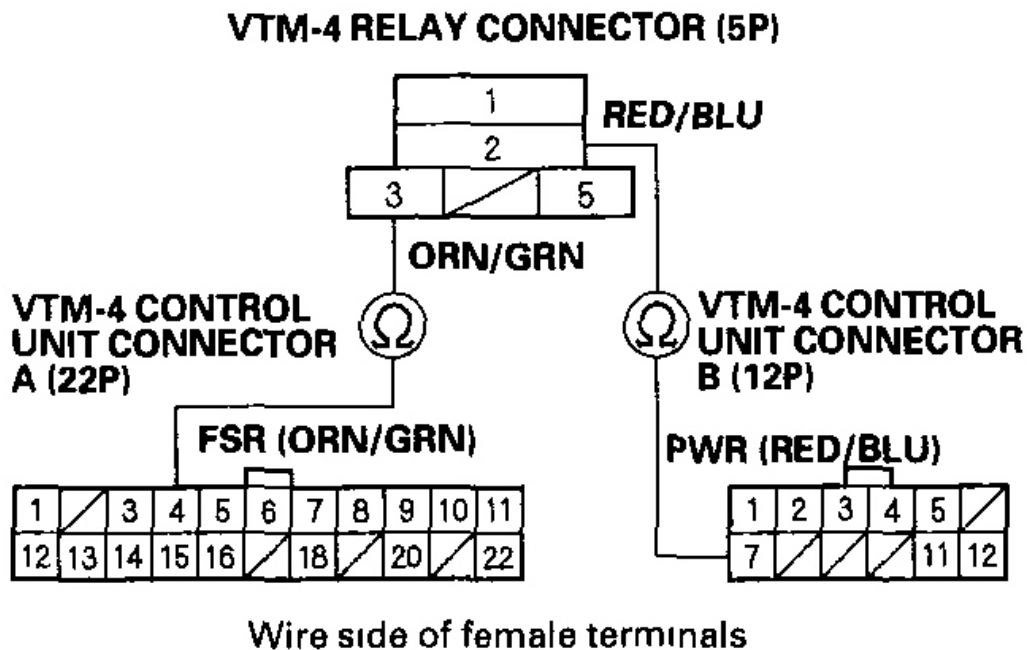 VTM-4 RELAY CONNECTOR (5P)
1
RED/BLU
2
3 5
ORN/GRN
VTM-4 CONTROL
UNIT CONNECTOR
A (22P)
Ω
Ω
VTM-4 CONTROL
UNIT CONNECTOR
B (12P)
FSR (ORN/GRN)
PWR (RED/BLU)
1 3 4 5 6 7 8 9 10 11
12 13 14 15 16 18 20 22
1 2 3 4 5
7 11 12
Wire side of female terminals